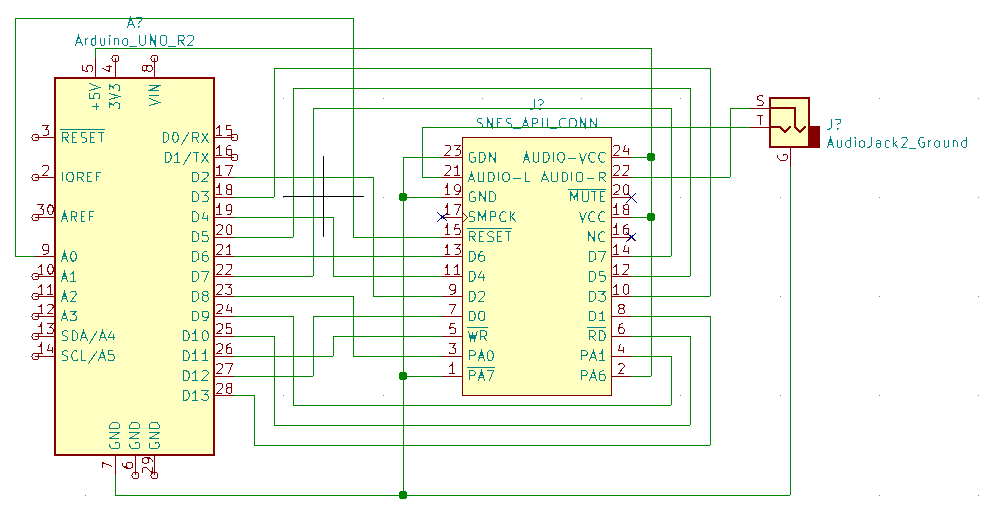 A?
Arduino_UNO_R2
5 4 8
+5V 3V3 VIN
3 RESET D0/RX 15
D1/TX 16
2 IOREF D2 17
D3 18
30 AREF D4 19
D5 20
9 A0 D6 21
10 A1 D7 22
11 A2 D8 23
12 A3 D9 24
13 SDA/A4 D10 25
14 SCL/A5 D11 26
D12 27
D13 28
GND GND GND
7 6 29
J?
SNES_APU_CONN
23 GDN AUDIO-VCC 24
21 AUDIO-L AUDIO-R 22
19 GND MUTE 20
17 SMPCK VCC 18
15 RESET NC 16
13 D6 D7 14
11 D4 D5 12
9 D2 D3 10
7 D0 D1 8
5 WR RD 6
3 PA0 PA1 4
1 PA7 PA6 2
S
T
G
J?
AudioJack2_Ground